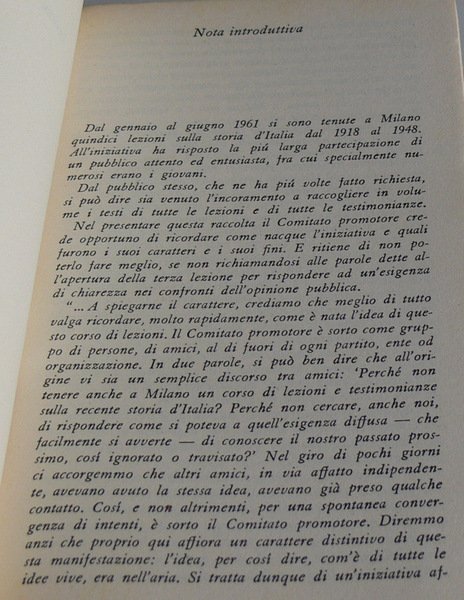 Nota introduttiva
Dal gennaio al giugno 1961 si sono tenute a Milano
quindici lezioni sulla storia d'Italia dal 1918 al 1948.
All'iniziativa ha risposto la piú larga partecipazione di
un pubblico attento ed entusiasta, fra cui specialmente nu-
merosi erano i giovani.
Dal pubblico stesso, che ne ha piú volte fatto richiesta,
si può dire sia venuto l'incoramento a raccogliere in volu-
me i testi di tutte le lezioni e di tutte le testimonianze.
Nel presentare questa raccolta il Comitato promotore cre-
de opportuno di ricordare come nacque l'iniziativa e quali
furono i suoi caratteri e i suoi fini. E ritiene di non po-
terlo fare meglio, se non richiamandosi alle parole dette al-
l'apertura della terza lezione per rispondere ad un'esigenza
di chiarezza nei confronti dell'opinione pubblica.
"...A spiegarne il carattere, crediamo che meglio di tutto
valga ricordare, molto rapidamente, come è nata l'idea di que-
sto corso di lezioni. Il Comitato promotore è sorto come grup-
po di persone, di amici, al di fuori di ogni partito, ente od
organizzazione. In due parole, si può ben dire che all'ori-
gine vi sia un semplice discorso tra amici: 'Perché non
tenere anche a Milano un corso di lezioni e testimonianze
sulla recente storia d'Italia? Perché non cercare, anche noi,
di rispondere come si poteva a quell'esigenza diffusa — che
facilmente si avverte — di conoscere il nostro passato pros-
simo, cosí ignorato o travisato?' Nel giro di pochi giorni
ci accorgemmo che altri amici, in via affatto indipenden-
te, avevano avuto la stessa idea, avevano già preso qualche
contatto. Cosí, e non altrimenti, per una spontanea conver-
genza di intenti, è sorto il Comitato promotore. Diremmo
anzi che proprio qui affiora un carattere distintivo di que-
sta manifestazione: l'idea, per cosí dire, com'è di tutte le
idee vive, era nell'aria. Si tratta dunque di un'iniziativa af-